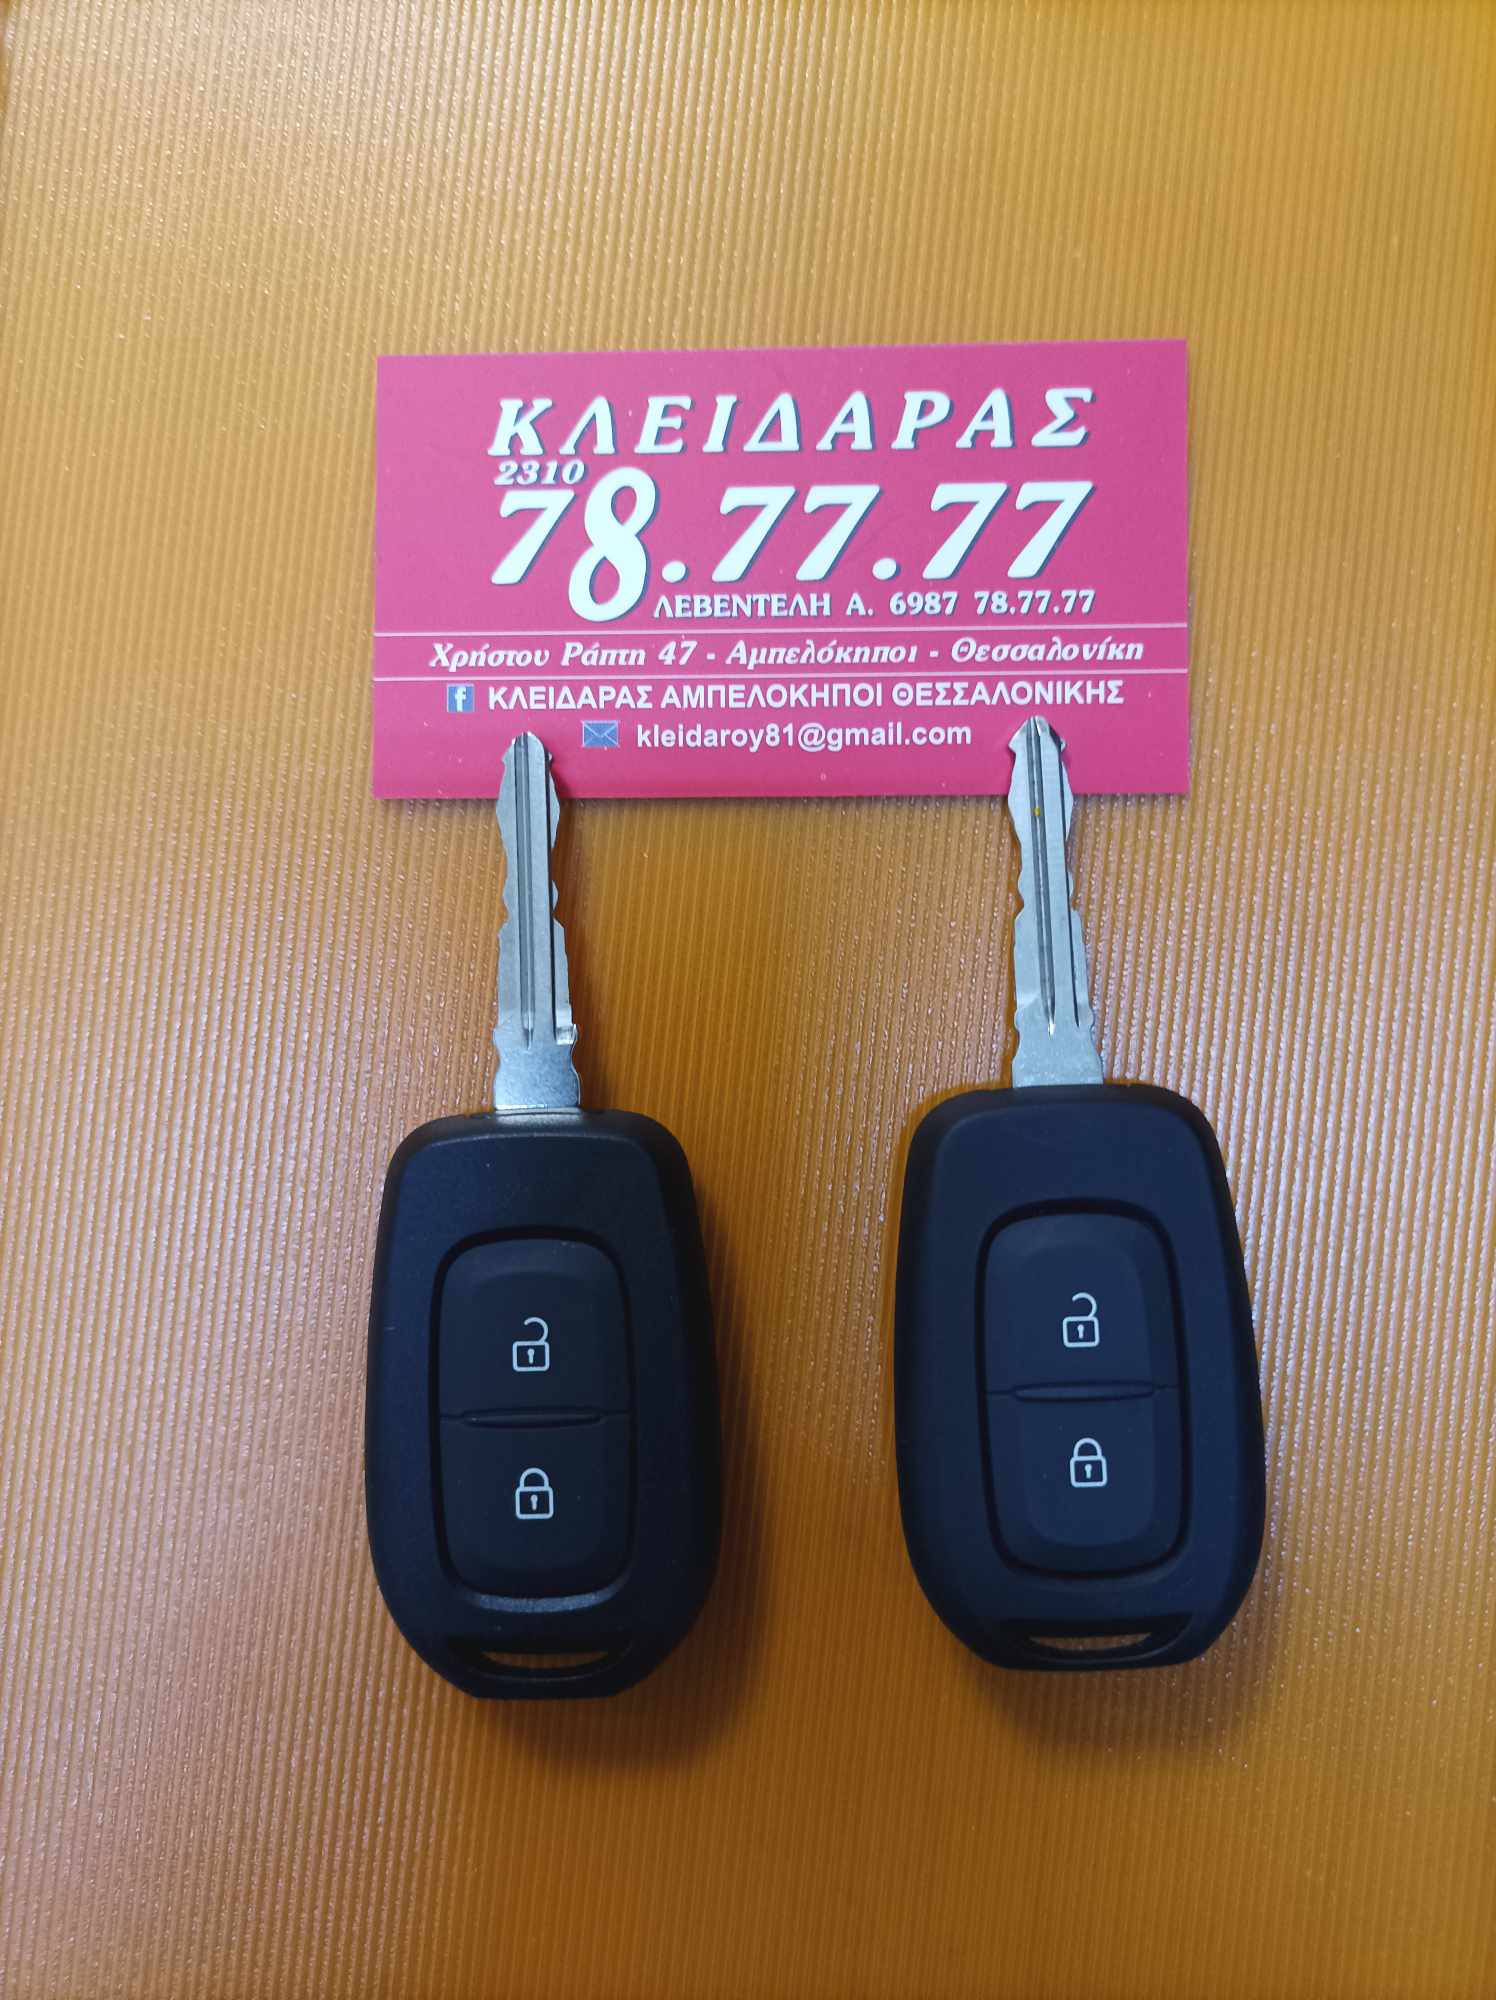 ΚΛΕΙΔΑΡΑΣ
2310
78.77.77
ΛΕΒΕΝΤΕΛΗ Α. 6987 78.77.77
Χρήστου Ράπτη 47 - Αμπελόκηποι - Θεσσαλονίκη
f ΚΛΕΙΔΑΡΑΣ ΑΜΠΕΛΟΚΗΠΟΙ ΘΕΣΣΑΛΟΝΙΚΗΣ
kleidaroy81@gmail.com